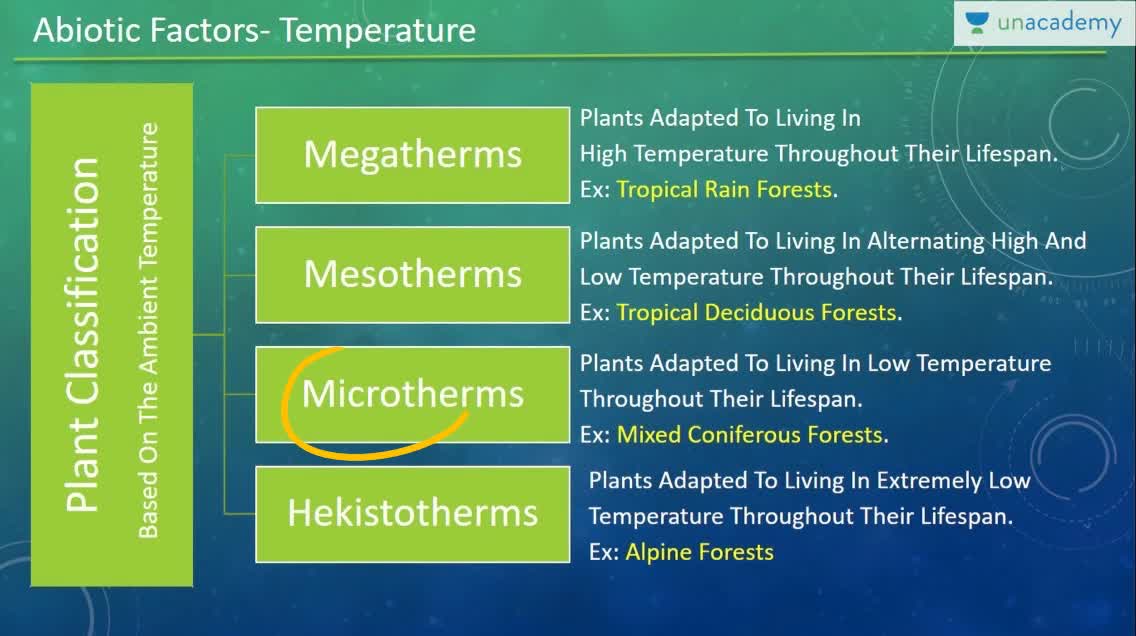 Abiotic Factors- Temperature
unacademy
Plant Classification
Based On The Ambient Temperature
Megatherms
Plants Adapted To Living In
High Temperature Throughout Their Lifespan.
Ex: Tropical Rain Forests.
Mesotherms
Plants Adapted To Living In Alternating High And
Low Temperature Throughout Their Lifespan.
Ex: Tropical Deciduous Forests.
Microtherms
Plants Adapted To Living In Low Temperature
Throughout Their Lifespan.
Ex: Mixed Coniferous Forests.
Hekistotherms
Plants Adapted To Living In Extremely Low
Temperature Throughout Their Lifespan.
Ex: Alpine Forests